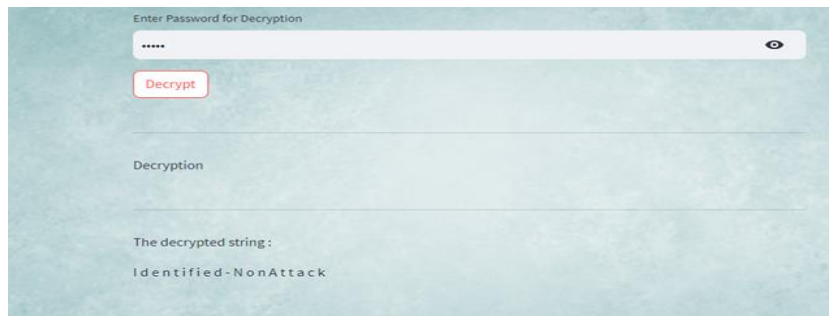 Enter Password for Decryption
•••••
Decrypt
Decryption
The decrypted string :
Identified-NonAttack